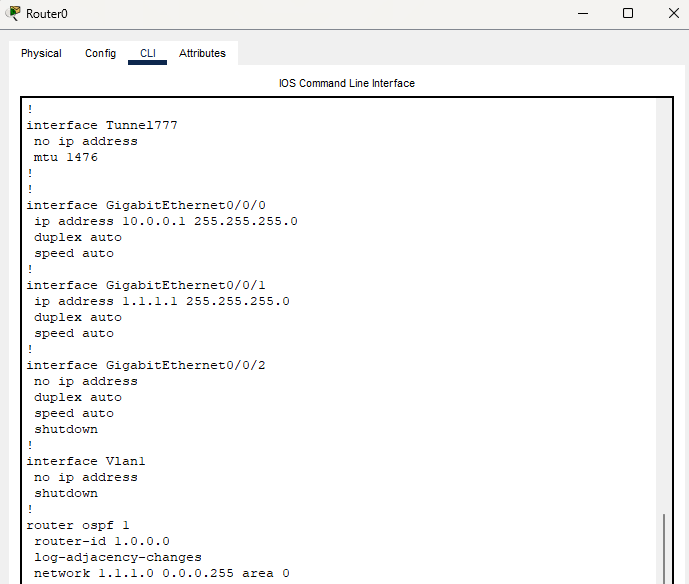 Router0
Physical Config CLI Attributes
IOS Command Line Interface
!
interface Tunnel777
no ip address
mtu 1476
!
!
interface GigabitEthernet0/0/0
ip address 10.0.0.1 255.255.255.0
duplex auto
speed auto
!
interface GigabitEthernet0/0/1
ip address 1.1.1.1 255.255.255.0
duplex auto
speed auto
!
interface GigabitEthernet0/0/2
no ip address
duplex auto
speed auto
shutdown
!
interface Vlan1
no ip address
shutdown
!
router ospf 1
router-id 1.0.0.0
log-adjacency-changes
network 1.1.1.0 0.0.0.255 area 0